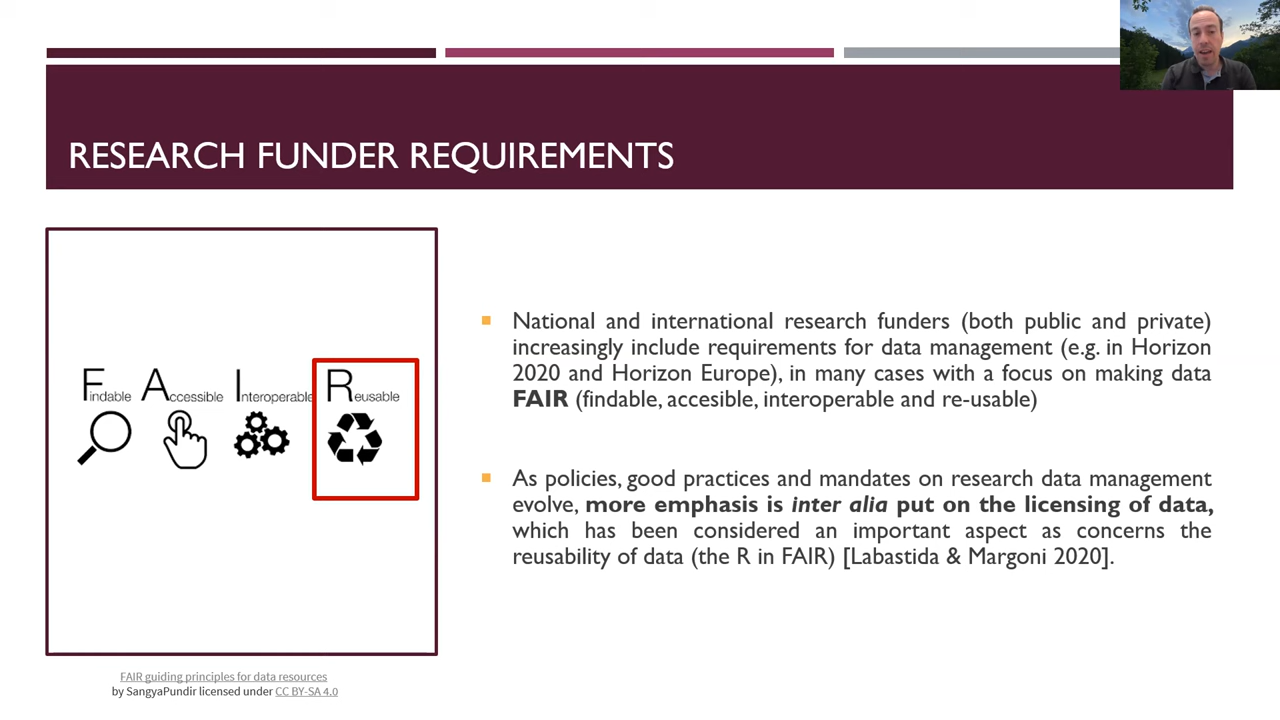 RESEARCH FUNDER REQUIREMENTS
Findable Accessible Interoperable Reusable
National and international research funders (both public and private)
increasingly include requirements for data management (e.g. in Horizon
2020 and Horizon Europe), in many cases with a focus on making data
FAIR (findable, accesible, interoperable and re-usable)
As policies, good practices and mandates on research data management
evolve, more emphasis is inter alia put on the licensing of data,
which has been considered an important aspect as concerns the
reusability of data (the R in FAIR) [Labastida & Margoni 2020].
FAIR guiding principles for data resources
by SangyaPundir licensed under CC BY-SA 4.0